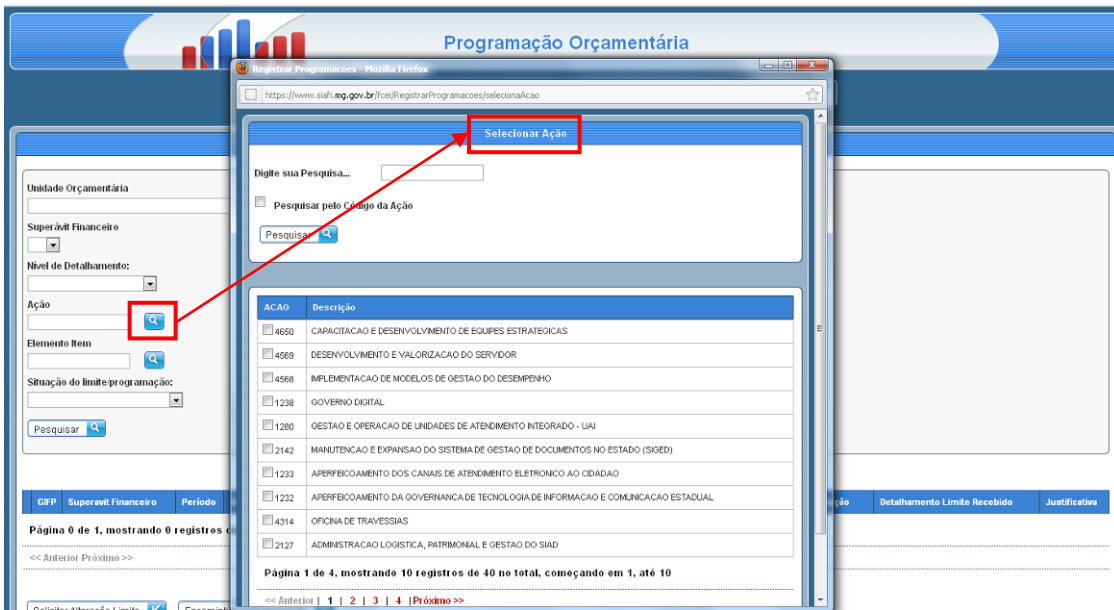 Programação Orçamentária
Registrar Programacoes - Mozilla Firefox
https://www.siafi.mg.gov.br/fcei/RegistrarProgramacoes/selecionaAcao
Selecionar Ação
Digite sua Pesquisa...
Pesquisar pelo Código da Ação
Pesquisar
Unidade Orçamentária
Superávit Financeiro
Nível de Detalhamento:
Ação
Elemento Item
Situação do limite/programação:
Pesquisar
ACAO Descrição
4650 CAPACITACAO E DESENVOLVIMENTO DE EQUIPES ESTRATEGICAS
4569 DESENVOLVIMENTO E VALORIZACAO DO SERVIDOR
4568 IMPLEMENTACAO DE MODELOS DE GESTAO DO DESEMPENHO
1238 GOVERNO DIGITAL
1280 GESTAO E OPERACAO DE UNIDADES DE ATENDIMENTO INTEGRADO - UAI
2142 MANUTENCAO E EXPANSAO DO SISTEMA DE GESTAO DE DOCUMENTOS NO ESTADO (SIGED)
1233 APERFEICOAMENTO DOS CANAIS DE ATENDIMENTO ELETRONICO AO CIDADAO
1232 APERFEICOAMENTO DA GOVERNANCA DE TECNOLOGIA DE INFORMACAO E COMUNICACAO ESTADUAL
4314 OFICINA DE TRAVESSIAS
2127 ADMINISTRACAO LOGISTICA, PATRIMONIAL E GESTAO DO SIAD
Página 1 de 4, mostrando 10 registros de 40 no total, começando em 1, até 10
<< Anterior | 1 | 2 | 3 | 4 |Próximo >>
GIFP Superavit Financeiro Período
ção Detalhamento Limite Recebido Justificativa
Página 0 de 1, mostrando 0 registros
<< Anterior Próximo >>
Solicitar Alteração Limite